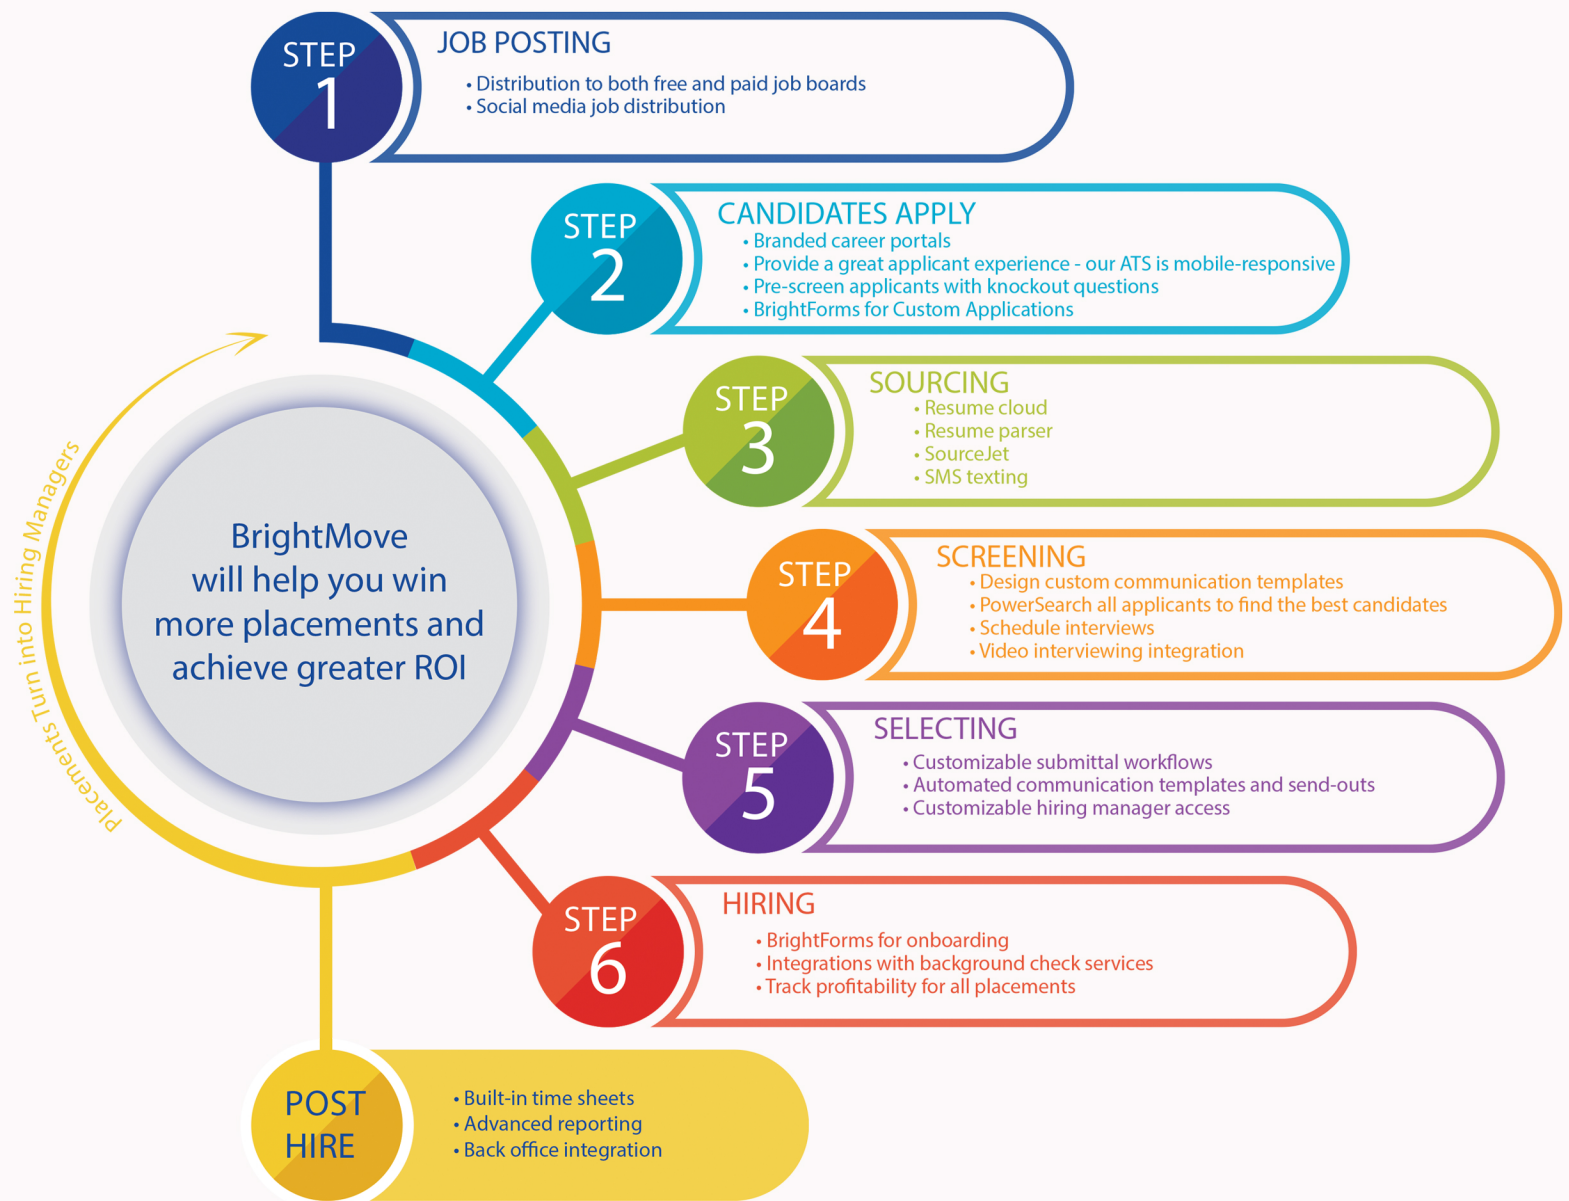 STEP
1
JOB POSTING
• Distribution to both free and paid job boards
• Social media job distribution
STEP
2
CANDIDATES APPLY
• Branded career portals
• Provide a great applicant experience - our ATS is mobile-responsive
• Pre-screen applicants with knockout questions
• BrightForms for Custom Applications
STEP
3
SOURCING
• Resume cloud
• Resume parser
• SourceJet
• SMS texting
STEP
4
SCREENING
• Design custom communication templates
• PowerSearch all applicants to find the best candidates
• Schedule interviews
• Video interviewing integration
STEP
5
SELECTING
• Customizable submittal workflows
• Automated communication templates and send-outs
• Customizable hiring manager access
STEP
6
HIRING
• BrightForms for onboarding
• Integrations with background check services
• Track profitability for all placements
POST
HIRE
• Built-in time sheets
• Advanced reporting
• Back office integration
Placements Turn into Hiring Managers
BrightMove
will help you win
more placements and
achieve greater ROI